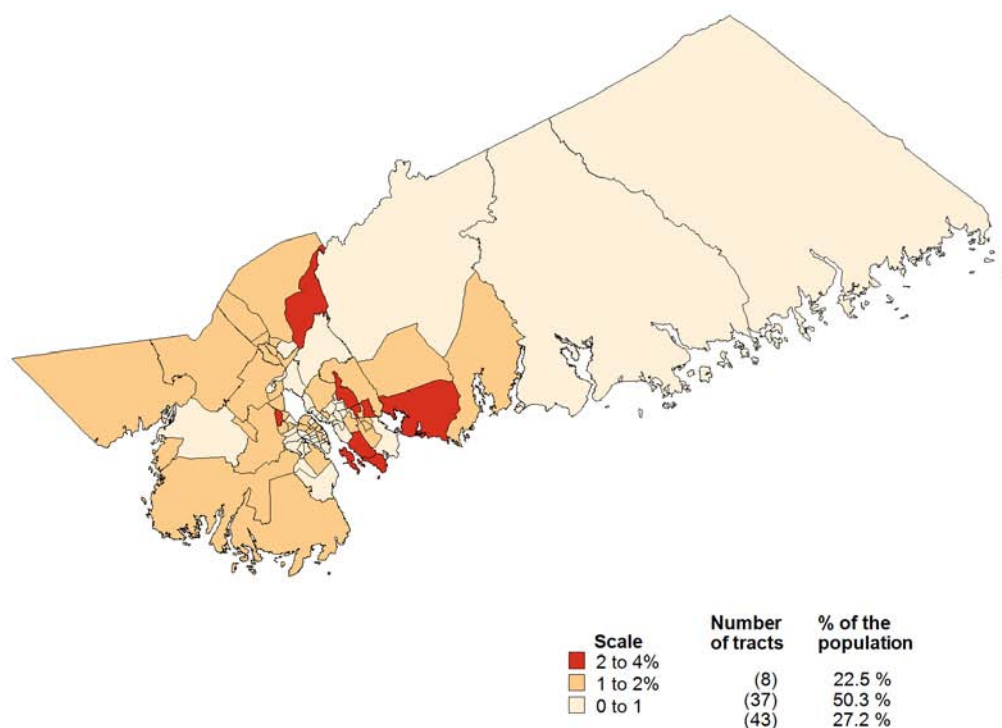 Scale
Number of tracts
% of the population
2 to 4% (8) 22.5 %
1 to 2% (37) 50.3 %
0 to 1 (43) 27.2 %